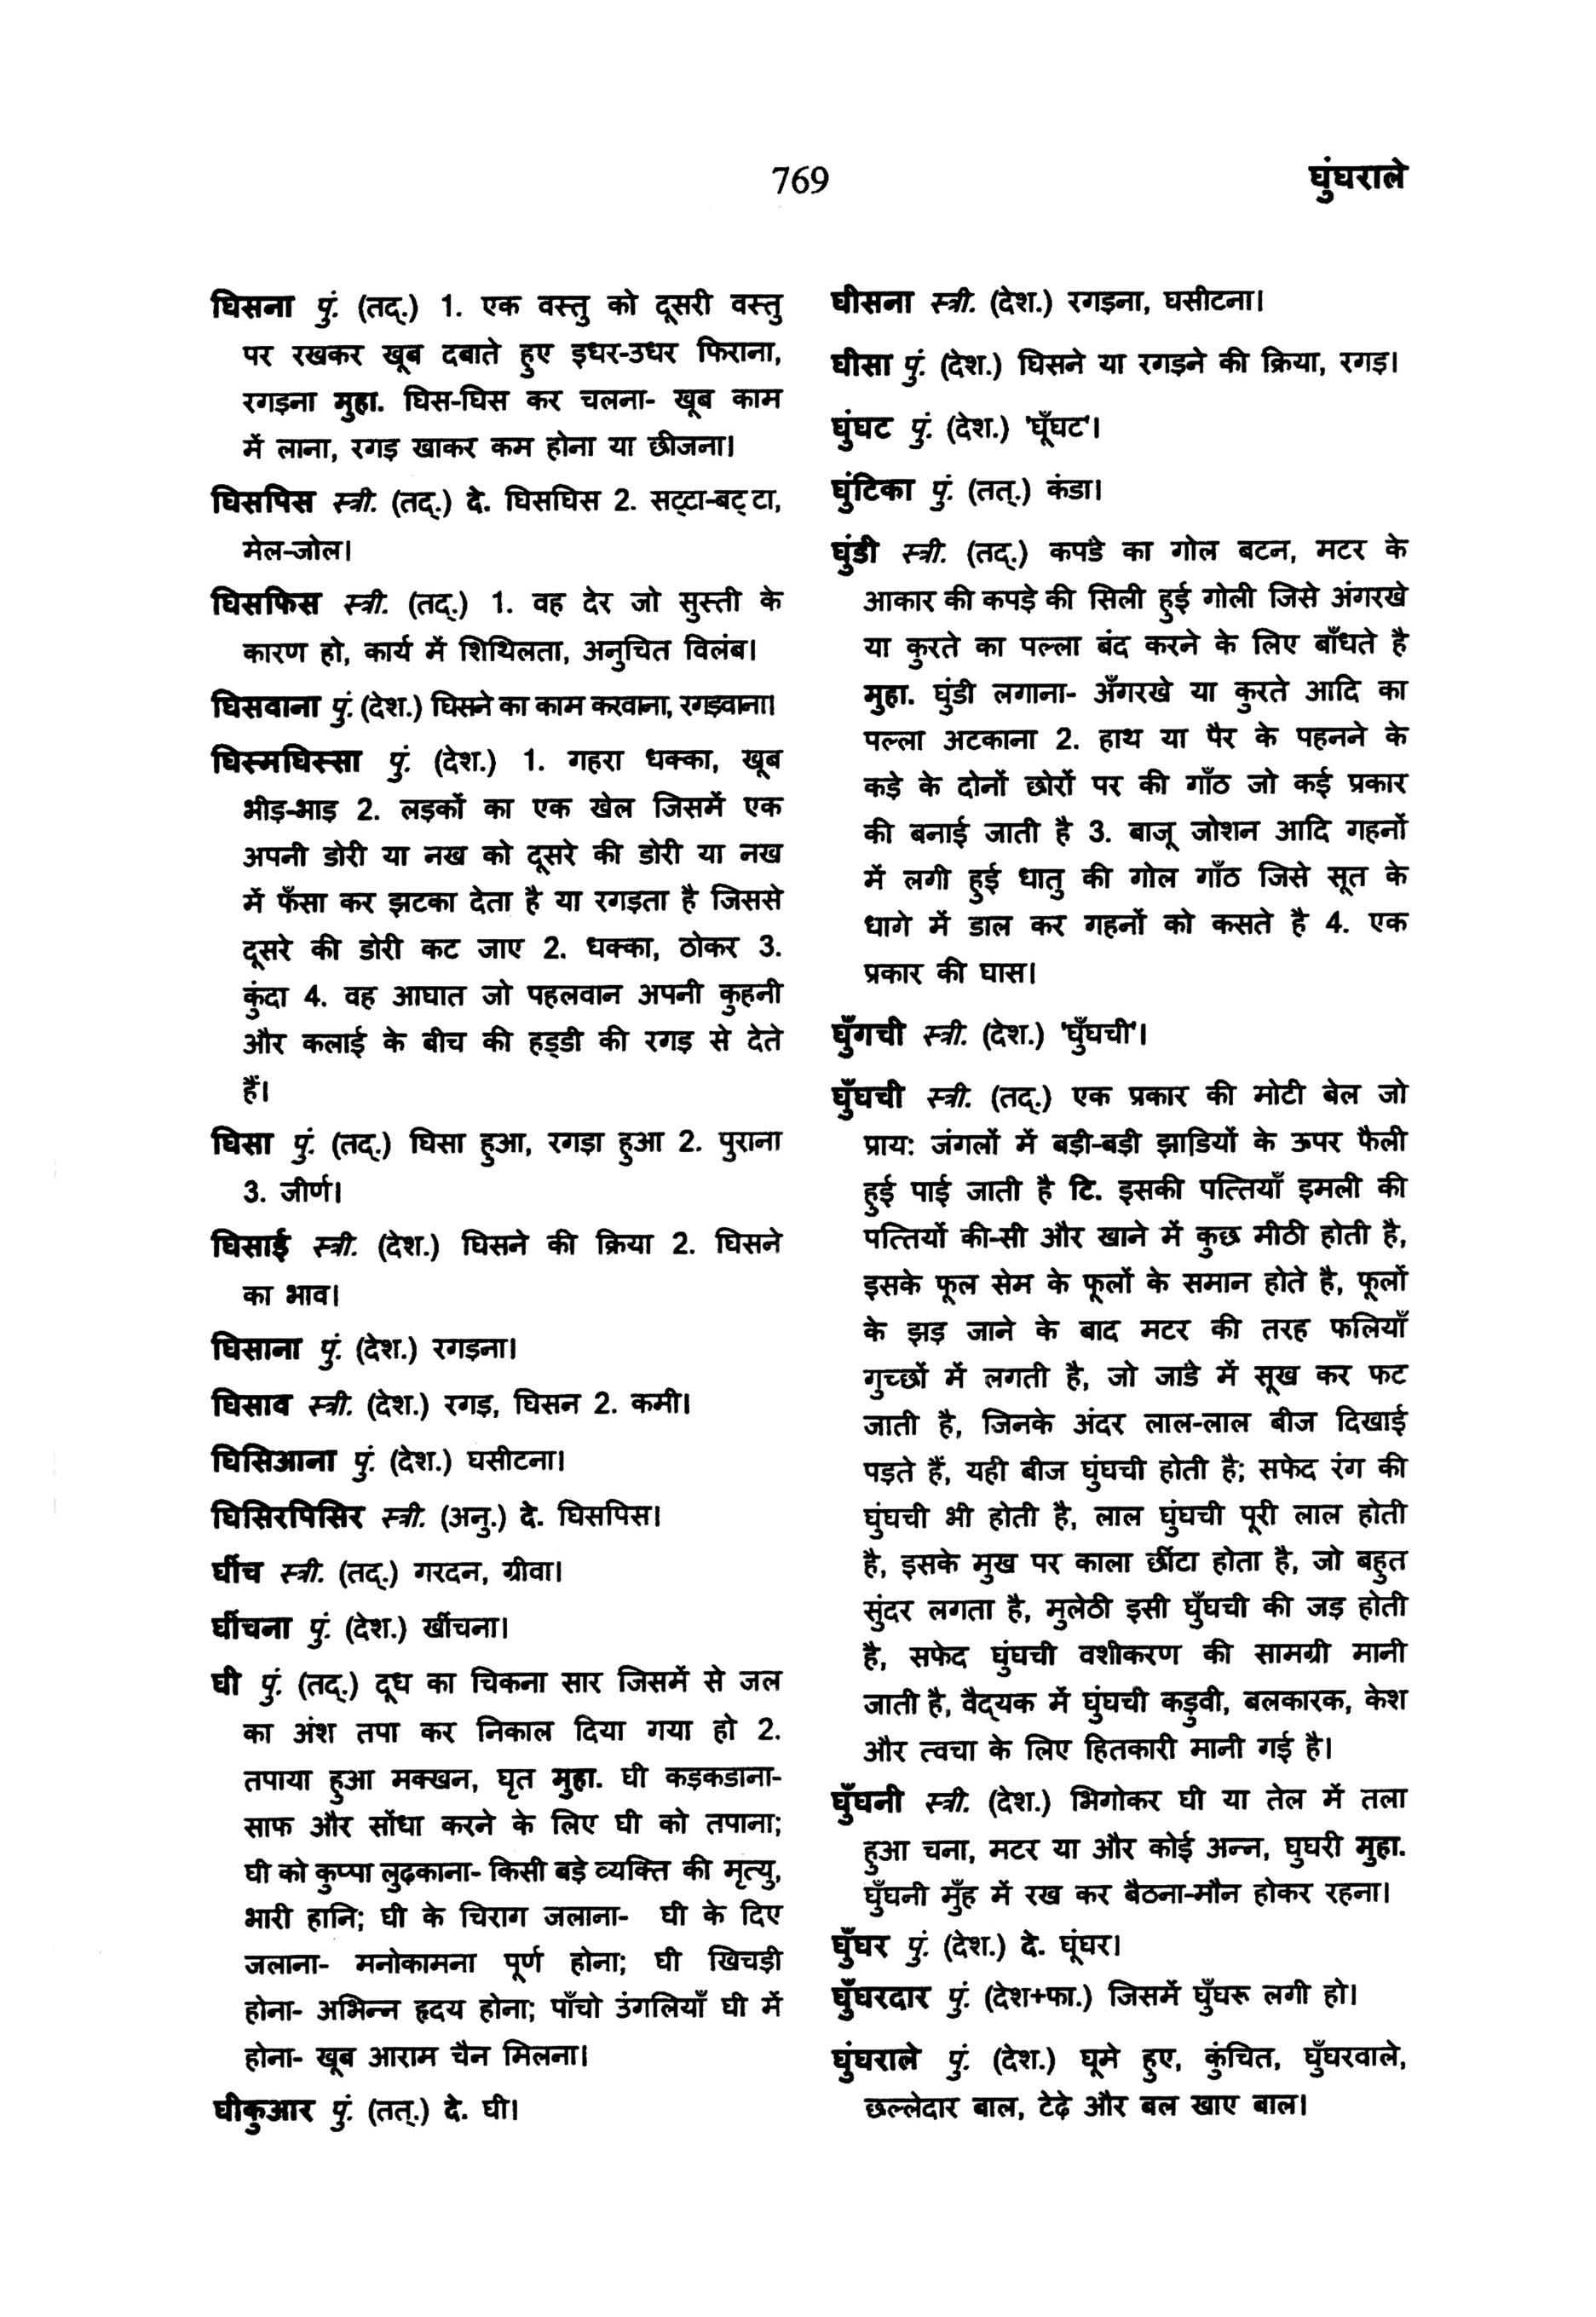 769
घुंघराले
घिसना पुं. (तद्.) 1. एक वस्तु को दूसरी वस्तु
पर रखकर खूब दबाते हुए इधर-उधर फिराना,
रगड़ना मुहा. घिस-घिस कर चलना- खूब काम
में लाना, रगड़ खाकर कम होना या छीजना।
घिसपिस स्त्री. (तद्.) दे. घिसघिस 2. सट्टा-बट्टा,
मेल-जोल।
घिसफिस स्त्री. (तद्.) 1. वह देर जो सुस्ती के
कारण हो, कार्य में शिथिलता, अनुचित विलंब।
घिसवाना पुं. (देश.) घिसने का काम करवाना, रगड़वाना।
घिस्मघिस्सा पुं. (देश.) 1. गहरा धक्का, खूब
भीड़-भाड़ 2. लड़कों का एक खेल जिसमें एक
अपनी डोरी या नख को दूसरे की डोरी या नख
में फँसा कर झटका देता है या रगड़ता है जिससे
दूसरे की डोरी कट जाए 2. धक्का, ठोकर 3.
कुंदा 4. वह आघात जो पहलवान अपनी कुहनी
और कलाई के बीच की हड्डी की रगड़ से देते
हैं।
घिसा पुं. (तद्.) घिसा हुआ, रगड़ा हुआ 2. पुराना
3. जीर्ण।
घिसाई स्त्री. (देश.) घिसने की क्रिया 2. घिसने
का भाव।
घिसाना पुं. (देश.) रगड़ना।
घिसाव स्त्री. (देश.) रगड़, घिसन 2. कमी।
घिसिआना पुं. (देश.) घसीटना।
घिसिरपिसिर स्त्री. (अनु.) दे. घिसपिस।
घींच स्त्री. (तद्.) गरदन, ग्रीवा।
घींचना पुं. (देश.) खींचना।
घी पुं. (तद्.) दूध का चिकना सार जिसमें से जल
का अंश तपा कर निकाल दिया गया हो 2.
तपाया हुआ मक्खन, घृत मुहा. घी कड़कडाना-
साफ और सोंधा करने के लिए घी को तपाना;
घी को कुप्पा लुढ़काना- किसी बड़े व्यक्ति की मृत्यु,
भारी हानि; घी के चिराग जलाना- घी के दिए
जलाना- मनोकामना पूर्ण होना; घी खिचड़ी
होना- अभिन्न हृदय होना; पाँचो उंगलियाँ घी में
होना- खूब आराम चैन मिलना।
घीकुआर पुं. (तत्.) दे. घी।
घीसना स्त्री. (देश.) रगड़ना, घसीटना।
घीसा पुं. (देश.) घिसने या रगड़ने की क्रिया, रगड़।
घुंघट पुं. (देश.) 'घूँघट'।
घुंटिका पुं. (तत्.) कंडा।
घुंडी स्त्री. (तद्.) कपडे का गोल बटन, मटर के
आकार की कपड़े की सिली हुई गोली जिसे अंगरखे
या कुरते का पल्ला बंद करने के लिए बाँधते है
मुहा. घुंडी लगाना- अँगरखे या कुरते आदि का
पल्ला अटकाना 2. हाथ या पैर के पहनने के
कड़े के दोनों छोरों पर की गाँठ जो कई प्रकार
की बनाई जाती है 3. बाजू जोशन आदि गहनों
में लगी हुई धातु की गोल गाँठ जिसे सूत के
धागे में डाल कर गहनों को कसते है 4. एक
प्रकार की घास।
घुँगची स्त्री. (देश.) 'घुँघची'।
घुँघची स्त्री. (तद्.) एक प्रकार की मोटी बेल जो
प्राय: जंगलों में बड़ी-बड़ी झाडि़यों के ऊपर फैली
हुई पाई जाती है टि. इसकी पत्तियाँ इमली की
पत्तियों की-सी और खाने में कुछ मीठी होती है,
इसके फूल सेम के फूलों के समान होते है, फूलों
के झड़ जाने के बाद मटर की तरह फलियाँ
गुच्छों में लगती है, जो जाडे में सूख कर फट
जाती है, जिनके अंदर लाल-लाल बीज दिखाई
पड़ते हैं, यही बीज घुंघची होती है; सफेद रंग की
घुंघची भी होती है, लाल घुंघची पूरी लाल होती
है, इसके मुख पर काला छींटा होता है, जो बहुत
सुंदर लगता है, मुलेठी इसी घुँघची की जड़ होती
है, सफेद घुंघची वशीकरण की सामग्री मानी
जाती है, वैद्यक में घुंघची कड़ुवी, बलकारक, केश
और त्वचा के लिए हितकारी मानी गई है।
घुँघनी स्त्री. (देश.) भिगोकर घी या तेल में तला
हुआ चना, मटर या और कोई अन्न, घुघरी मुहा.
घुँघनी मुँह में रख कर बैठना-मौन होकर रहना।
घुँघर पुं. (देश.) दे. घूंघर।
घुँघरदार पुं. (देश+फा.) जिसमें घुँघरू लगी हो।
घुंघराले पुं. (देश.) घूमे हुए, कुंचित, घुँघरवाले,
छल्लेदार बाल, टेढ़े और बल खाए बाल।